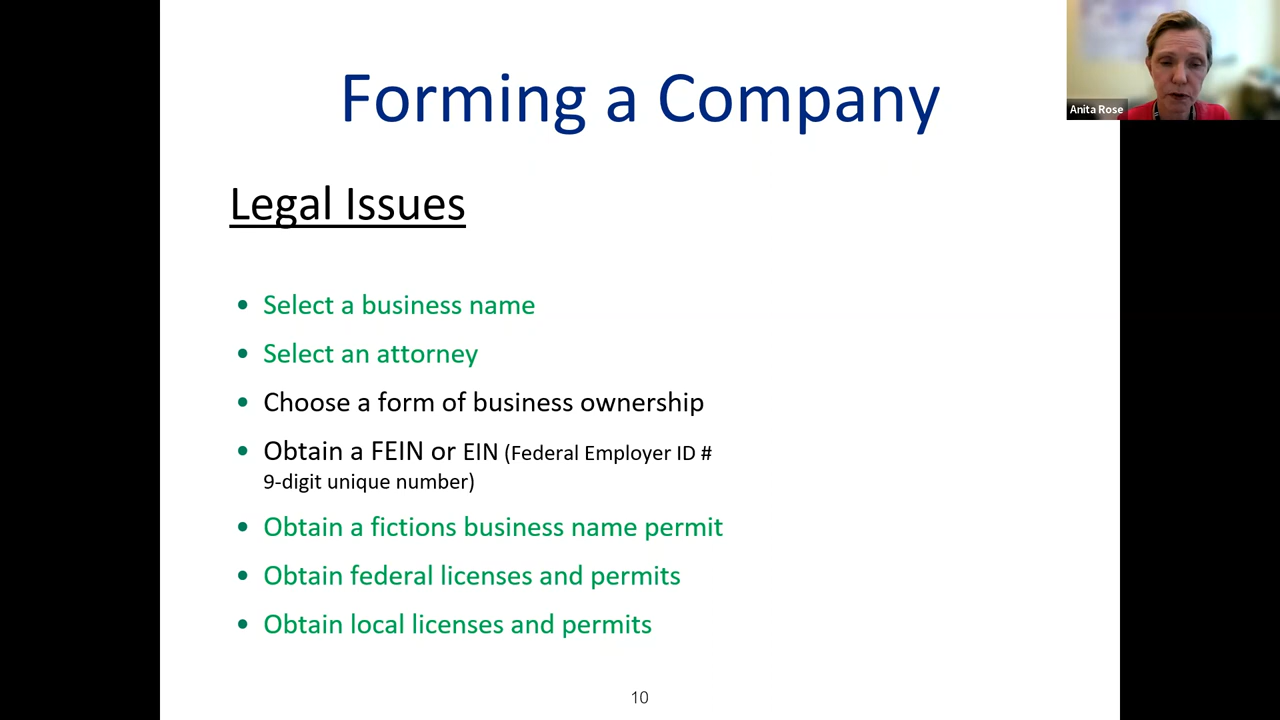 Forming a Company
Anita Rose
Legal Issues
• Select a business name
• Select an attorney
• Choose a form of business ownership
• Obtain a FEIN or EIN (Federal Employer ID #
9-digit unique number)
• Obtain a fictions business name permit
• Obtain federal licenses and permits
• Obtain local licenses and permits
10